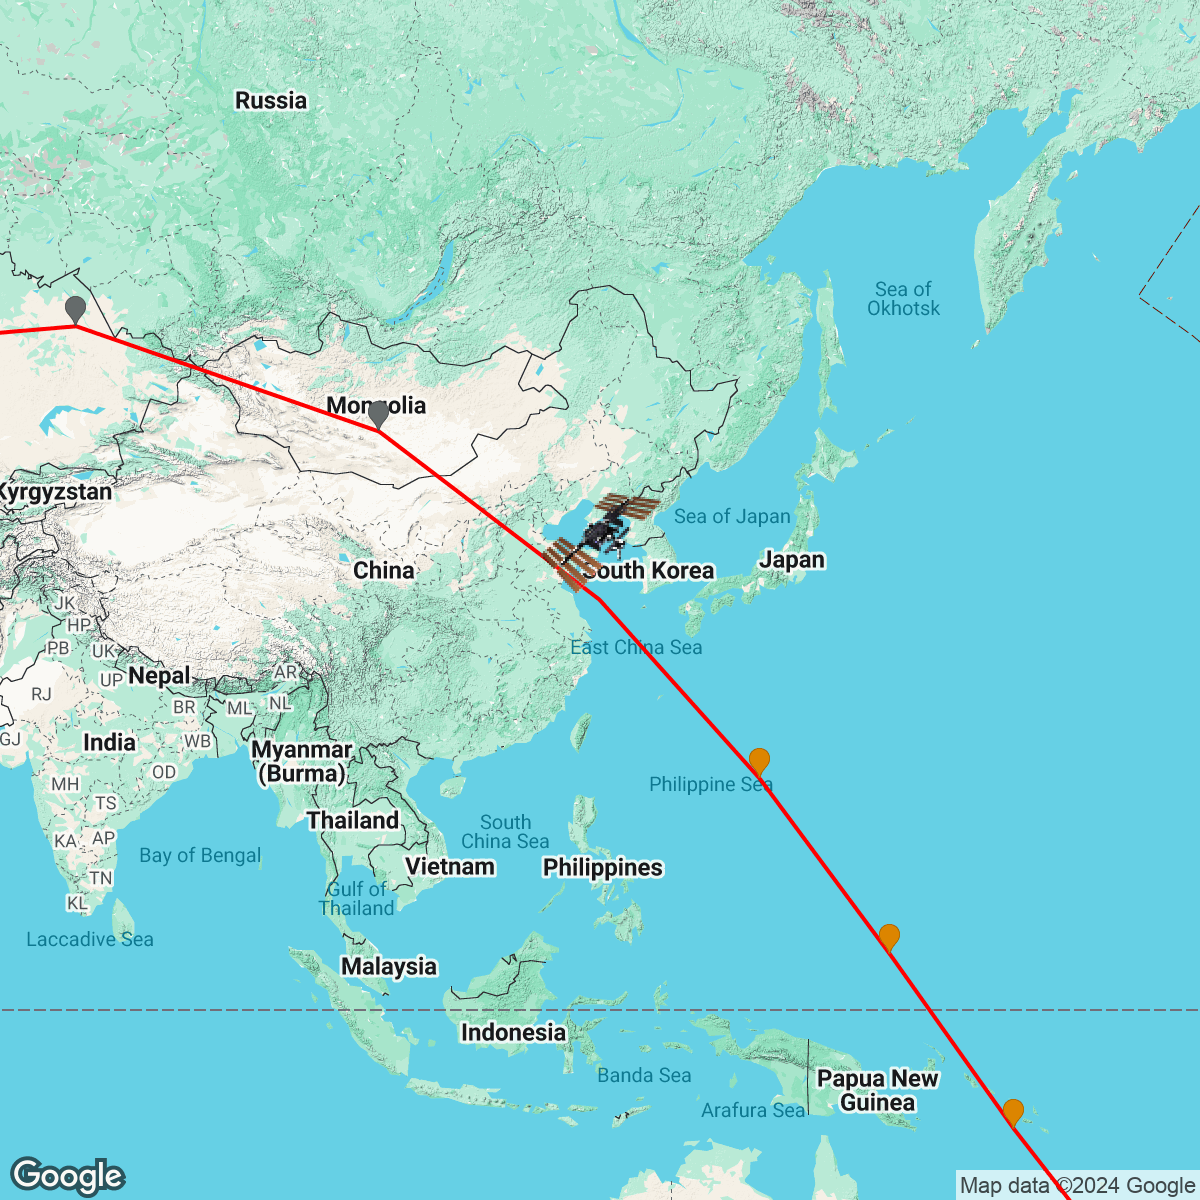 Russia
Sea of
Okhotsk
Mongolia
Kyrgyzstan
Sea of Japan
Japan
China
South Korea
JK
HP
PB
UK
East China Sea
Nepal
UP
AR
RJ
BR
ML
NL
GJ
India
WB
Myanmar
(Burma)
OD
MH
Philippine Sea
TS
Thailand
South
China Sea
KA
AP
Bay of Bengal
Vietnam
Philippines
TN
Gulf of
Thailand
KL
Laccadive Sea
Malaysia
Indonesia
Banda Sea
Papua New
Guinea
Arafura Sea
Google
Map data ©2024 Google